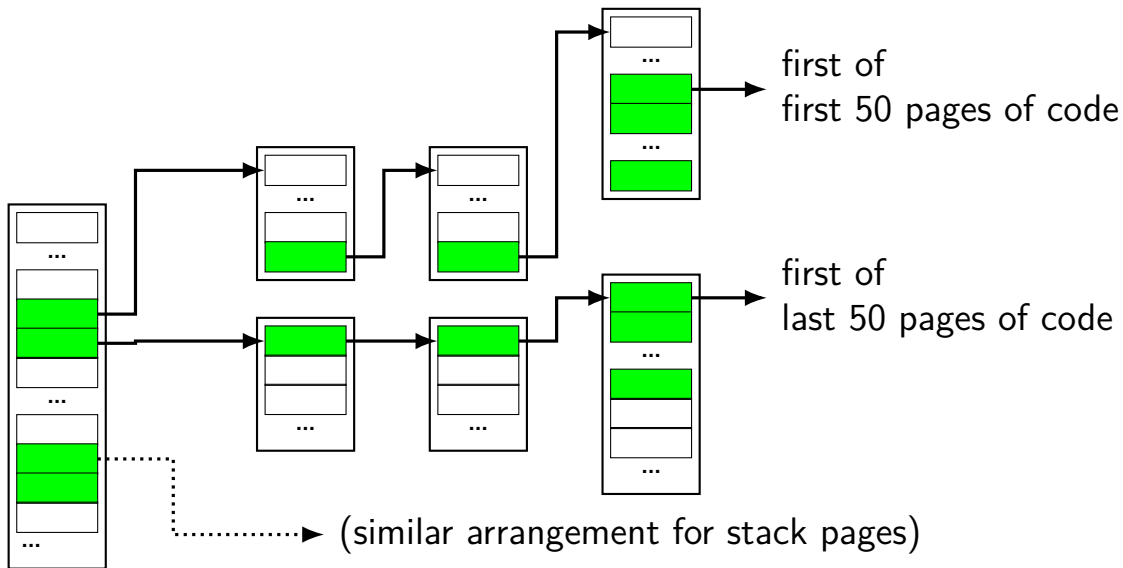 ...
first of
first 50 pages of code
...
...
...
...
first of
last 50 pages of code
...
...
...
...
...
(similar arrangement for stack pages)
...